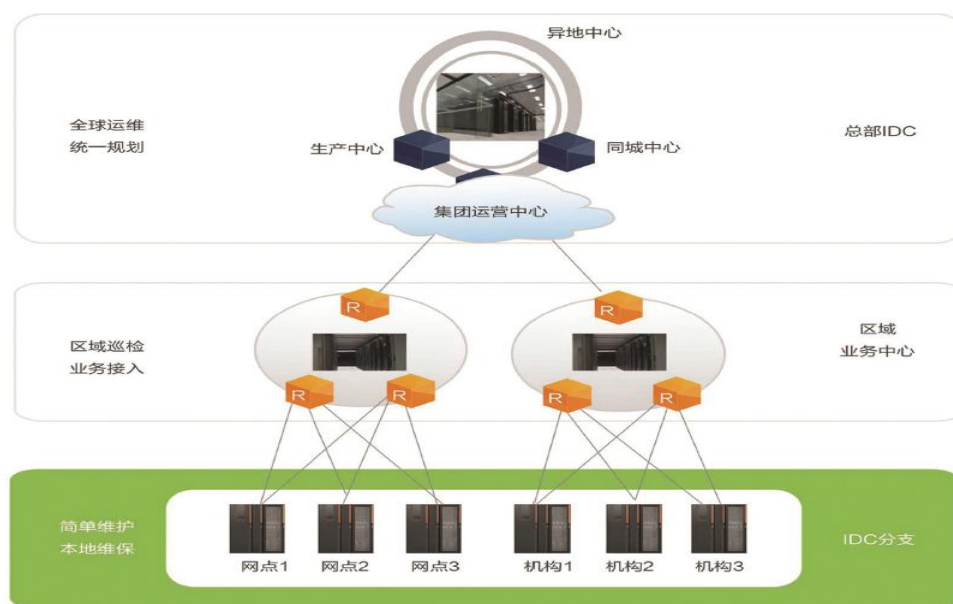 异地中心
全球运维
统一规划
生产中心
同城中心
总部IDC
集团运营中心
R
R
区域巡检
业务接入
区域
业务中心
R
R
R
R
简单维护
本地维保
网点1
网点2
网点3
机构1
机构2
机构3
IDC分支